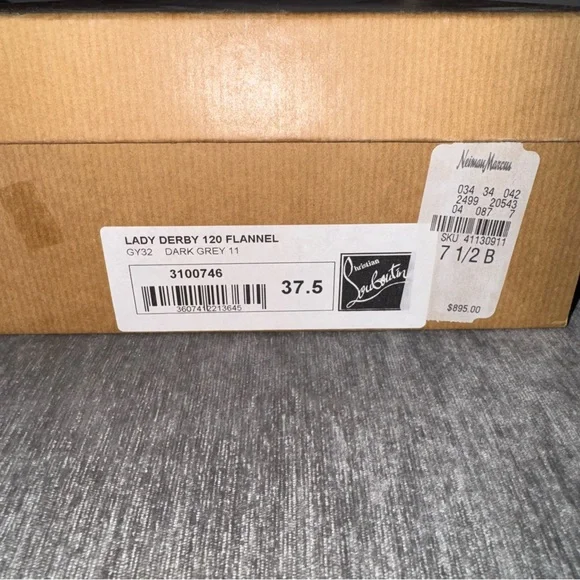 LADY DERBY 120 FLANNEL
GY32 DARK GREY 11
3100746
3607412213645
37.5
Christian
Louboutin
Neiman Marcus
034 34 042
2499 20543
04 087 7
SKU 41130911
7 1/2 B
$895.00